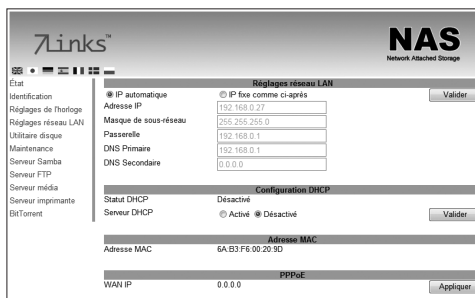 7Links™
NAS
Network Attached Storage
État
Identification
Réglages de l'horloge
Réglages réseau LAN
Utilitaire disque
Maintenance
Serveur Samba
Serveur FTP
Serveur média
Serveur imprimante
BitTorrent
Réglages réseau LAN
IP automatique IP fixe comme ci-après Valider
Adresse IP 192.168.0.27
Masque de sous-réseau 255.255.255.0
Passerelle 192.168.0.1
DNS Primaire 192.168.0.1
DNS Secondaire 0.0.0.0
Configuration DHCP
Statut DHCP Désactivé
Serveur DHCP Activé Désactivé Valider
Adresse MAC
Adresse MAC 6A:B3:F6:00:20:9D
PPPoE
WAN IP 0.0.0.0 Appliquer